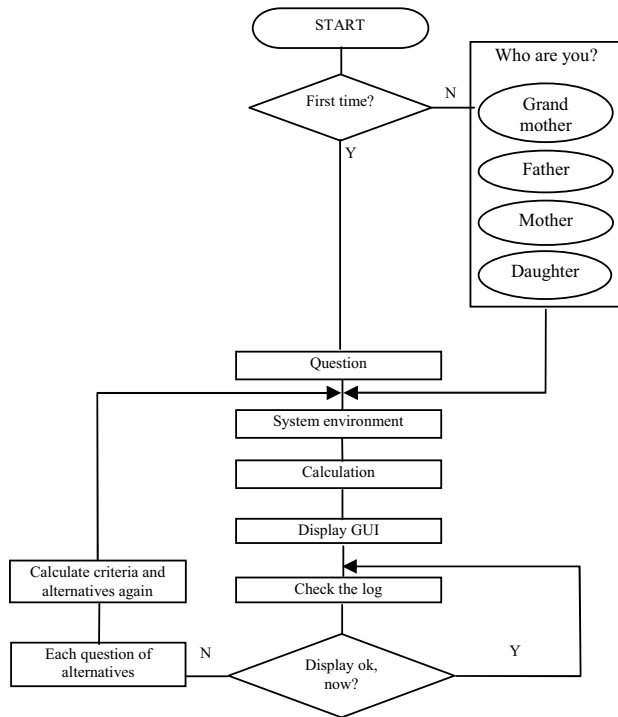 START
Who are you?
First time?
N
Grand
mother
Y
Father
Mother
Daughter
Question
System environment
Calculation
Display GUI
Calculate criteria and
alternatives again
Check the log
Each question of
alternatives
N
Display ok,
now?
Y